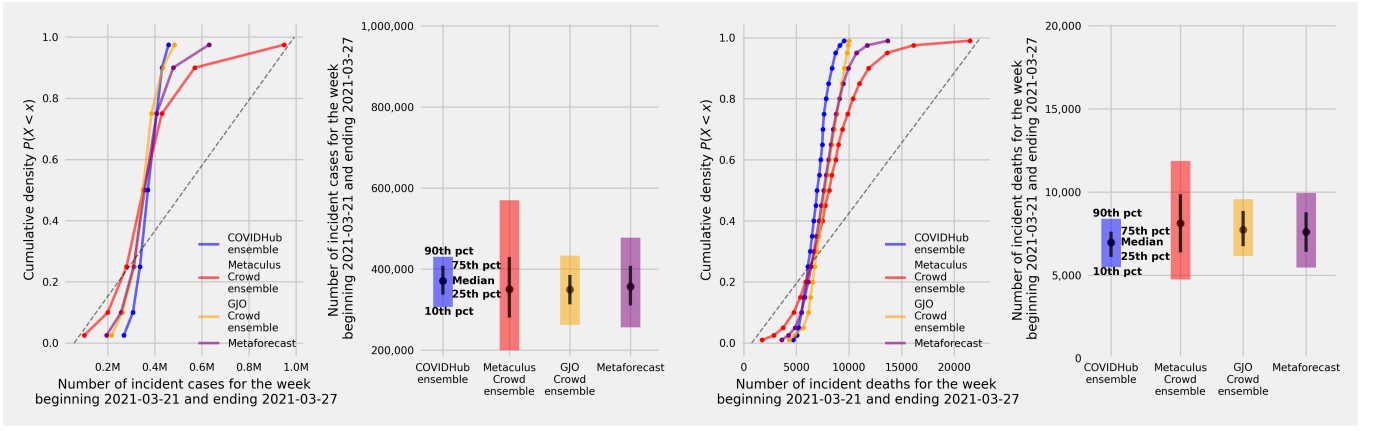 1.0
0.8
0.6
0.4
0.2
0.0
Cumulative density P(X < x)
COVIDHub
ensemble
Metaculus
Crowd
ensemble
GJO
Crowd
ensemble
Metaforecast
0.2M 0.4M 0.6M 0.8M 1.0M
Number of incident cases for the week
beginning 2021-03-21 and ending 2021-03-27
Number of incident cases for the week
beginning 2021-03-21 and ending 2021-03-27
1,000,000
800,000
600,000
400,000
200,000
90th pct
75th pct
Median
25th pct
10th pct
COVIDHub
ensemble
Metaculus
Crowd
ensemble
GJO
Crowd
ensemble
Metaforecast
1.0
0.8
0.6
0.4
0.2
0.0
Cumulative density P(X < x)
COVIDHub
ensemble
Metaculus
Crowd
ensemble
GJO
Crowd
ensemble
Metaforecast
0 5000 10000 15000 20000
Number of incident deaths for the week
beginning 2021-03-21 and ending 2021-03-27
Number of incident deaths for the week
beginning 2021-03-21 and ending 2021-03-27
20,000
15,000
10,000
5,000
0
90th pct
75th pct
Median
25th pct
10th pct
COVIDHub
ensemble
Metaculus
Crowd
ensemble
GJO
Crowd
ensemble
Metaforecast